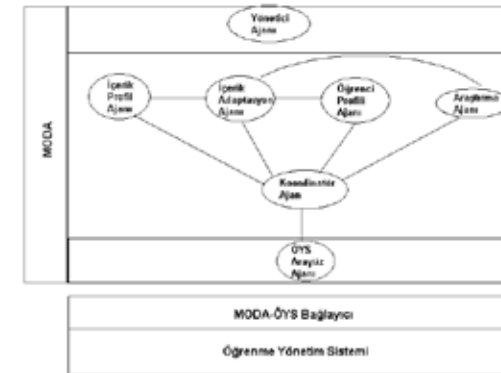 Yönetici
Ajanı
İçerik
Profil
Ajanı
İçerik
Adaptasyon
Ajanı
Öğrenci
Profili
Ajanı
Araştırma
Ajanı
MODA
Koordinatör
Ajan
ÖYS
Arayüz
Ajanı
MODA-ÖYS Bağlayıcı
Öğrenme Yönetim Sistemi